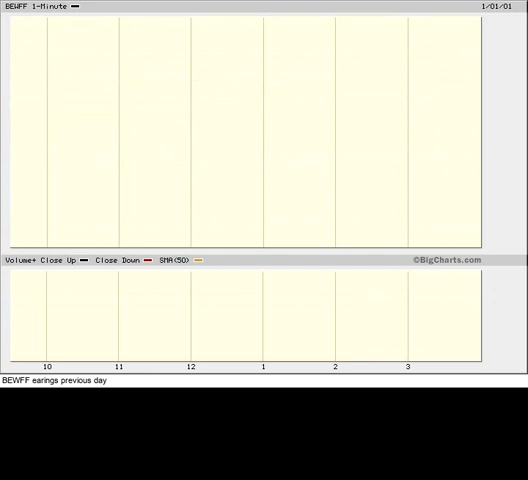 BEWFF 1-Minute 1/01/01
Volume+ Close Up Close Down SMA(50) ©BigCharts.com
10 11 12 1 2 3
BEWFF earings previous day